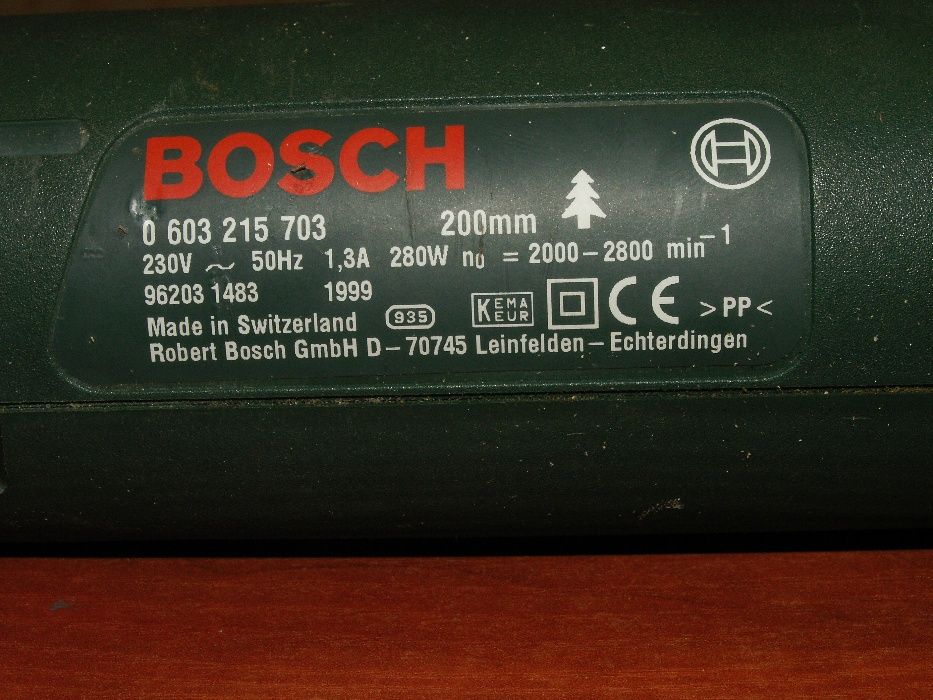 BOSCH
0 603 215 703 200mm
230V ~ 50Hz 1,3A 280W n0 = 2000-2800 min-1
96203 1483 1999
Made in Switzerland 935 KEMA EUR CE >PP<
Robert Bosch GmbH D-70745 Leinfelden-Echterdingen